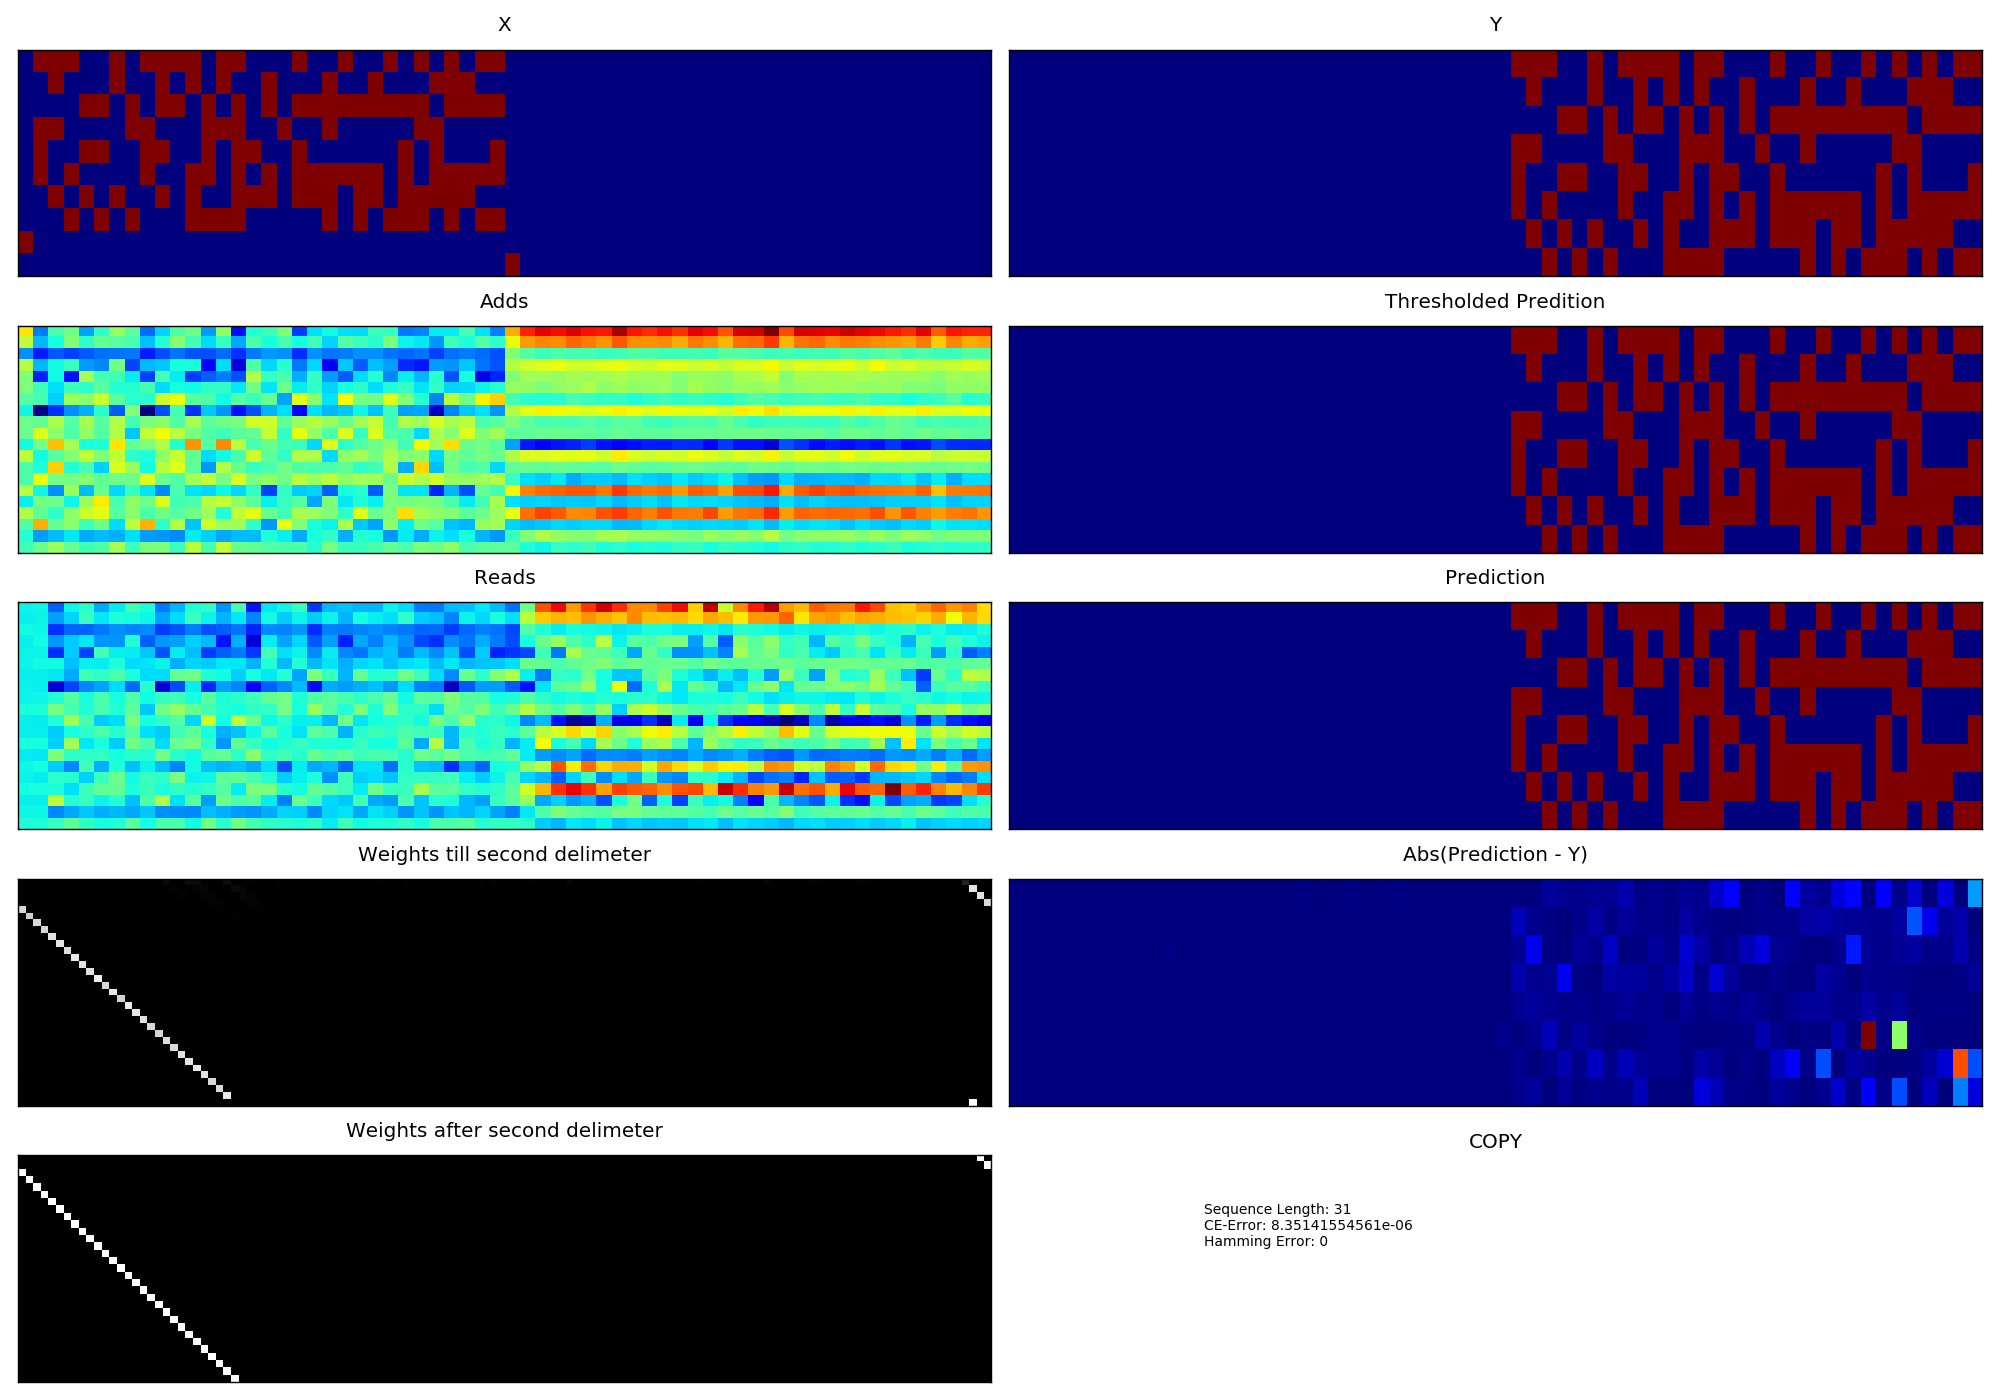 X
Y
Adds
Thresholded Predition
Reads
Prediction
Weights till second delimeter
Abs(Prediction - Y)
Weights after second delimeter
COPY
Sequence Length: 31
CE-Error: 8.35141554561e-06
Hamming Error: 0